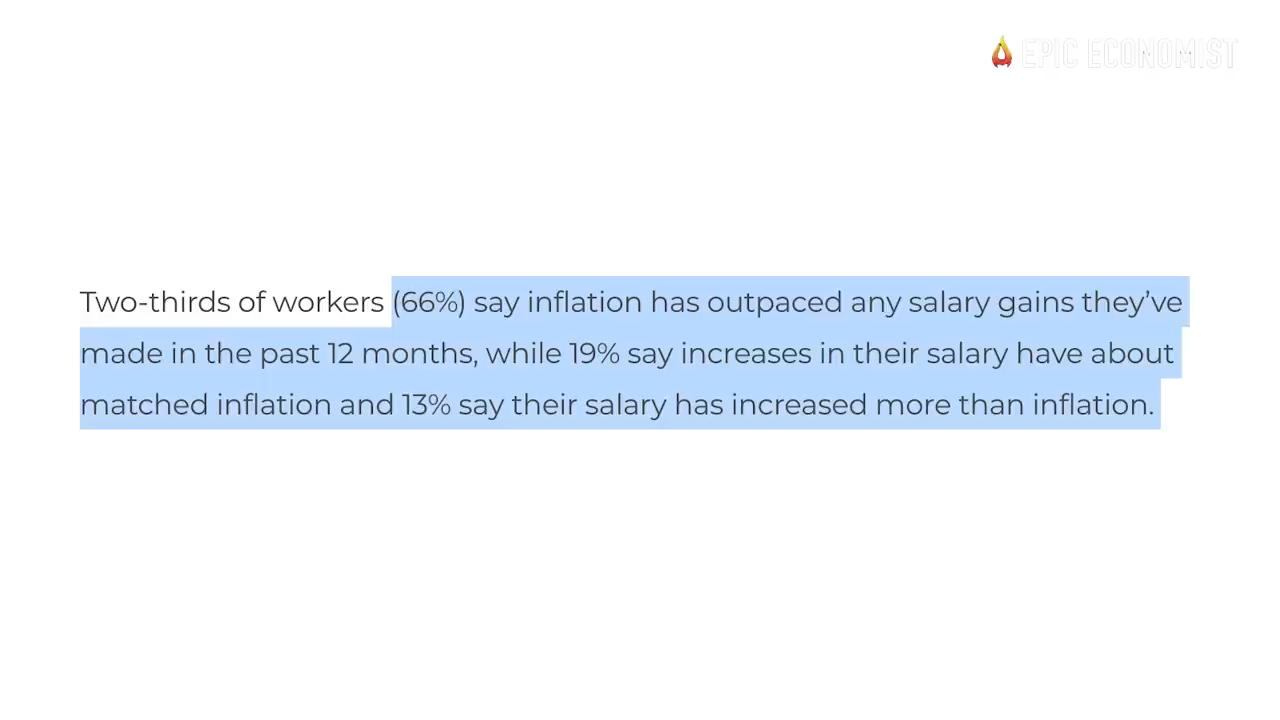 EPIC ECONOMIST
Two-thirds of workers (66%) say inflation has outpaced any salary gains they’ve
made in the past 12 months, while 19% say increases in their salary have about
matched inflation and 13% say their salary has increased more than inflation.